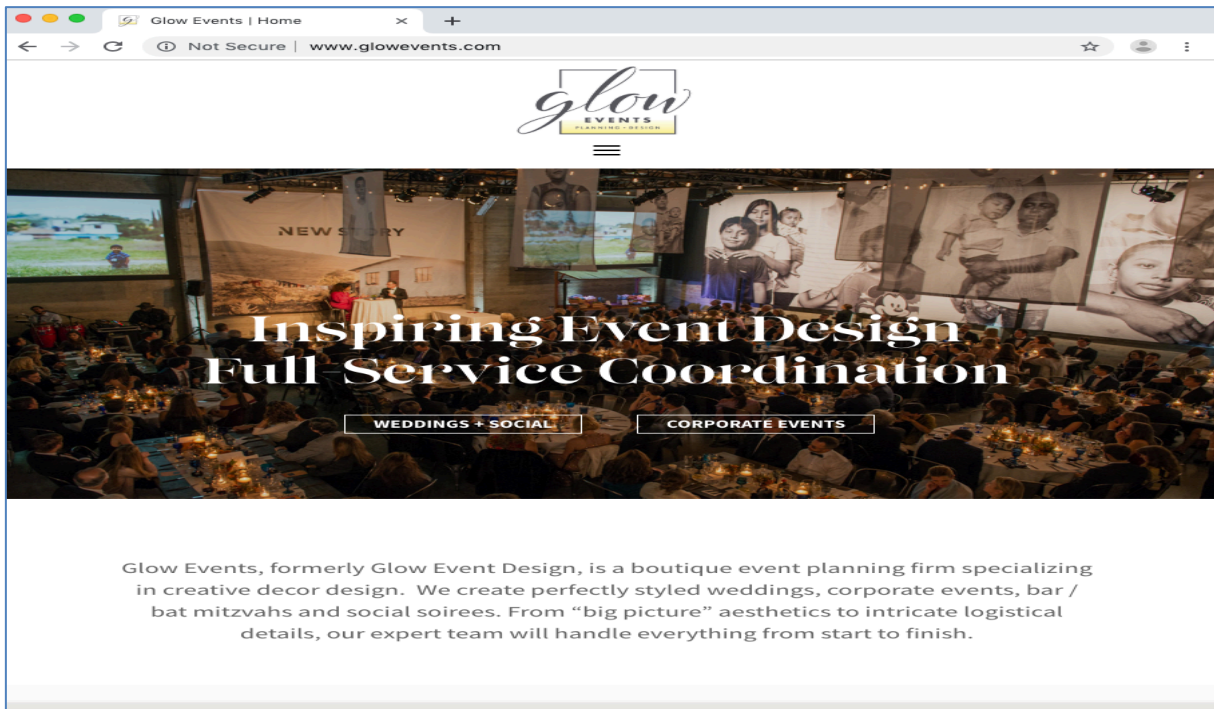 Glow Events | Home
Not Secure | www.glowevents.com
glow
EVENTS
PLANNING + DESIGN
NEW STORY
Inspiring Event Design
Full-Service Coordination
WEDDINGS + SOCIAL
CORPORATE EVENTS
Glow Events, formerly Glow Event Design, is a boutique event planning firm specializing
in creative decor design.  We create perfectly styled weddings, corporate events, bar /
bat mitzvahs and social soirees. From “big picture” aesthetics to intricate logistical
details, our expert team will handle everything from start to finish.